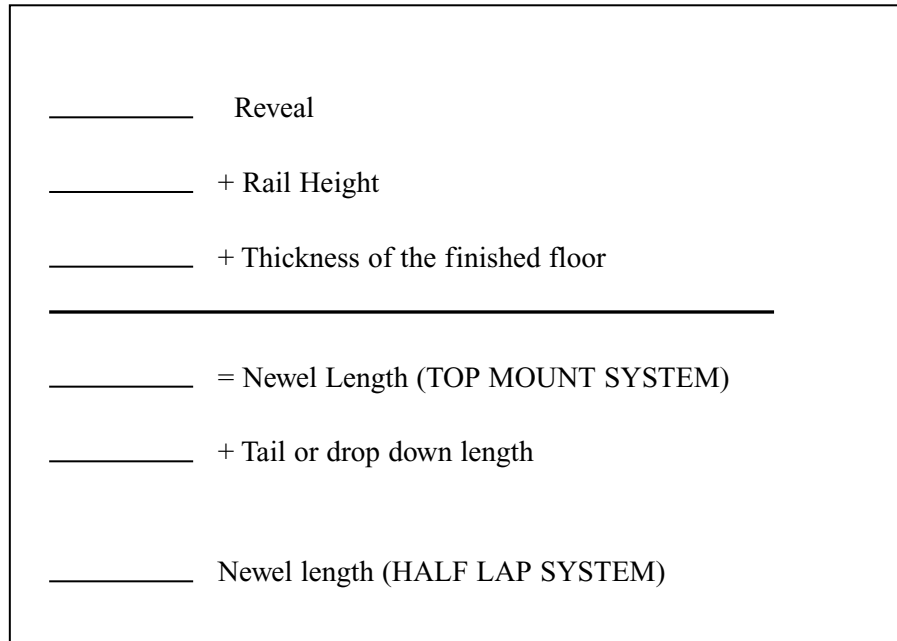 Reveal
+ Rail Height
+ Thickness of the finished floor
= Newel Length (TOP MOUNT SYSTEM)
+ Tail or drop down length
Newel length (HALF LAP SYSTEM)